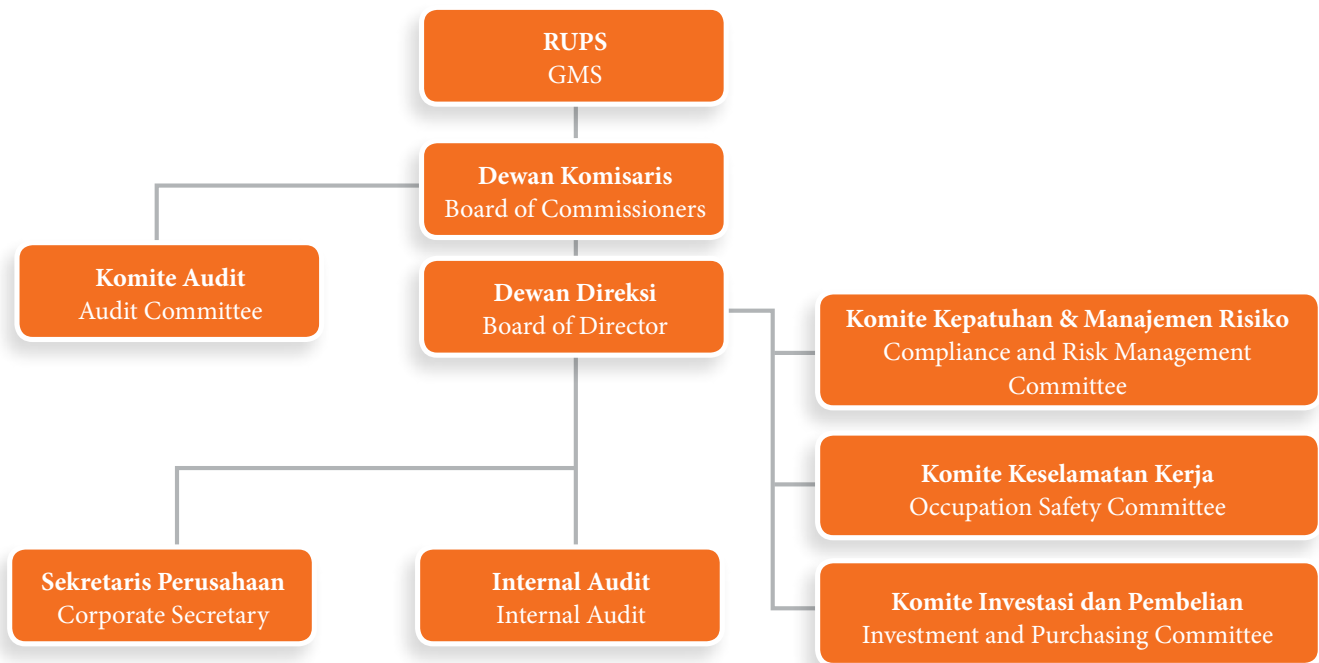 RUPS
GMS
Dewan Komisaris
Board of Commissioners
Komite Audit
Audit Committee
Dewan Direksi
Board of Director
Komite Kepatuhan & Manajemen Risiko
Compliance and Risk Management
Committee
Komite Keselamatan Kerja
Occupation Safety Committee
Sekretaris Perusahaan
Corporate Secretary
Internal Audit
Internal Audit
Komite Investasi dan Pembelian
Investment and Purchasing Committee